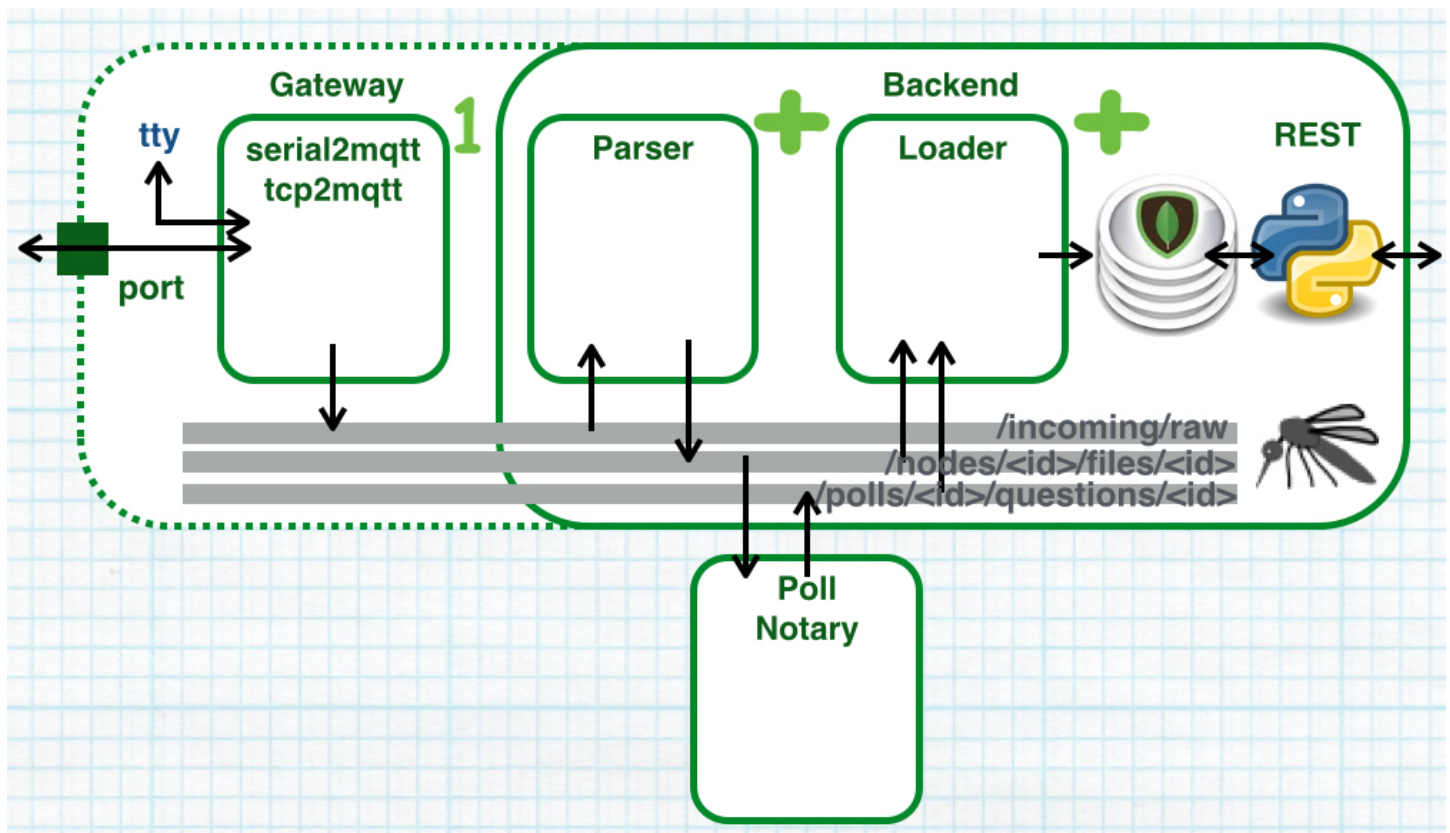 Gateway
1
Backend
tty
serial2mqtt
tcp2mqtt
Parser
+
Loader
+
REST
port
/incoming/raw
/nodes/<id>/files/<id>
/polls/<id>/questions/<id>
Poll
Notary